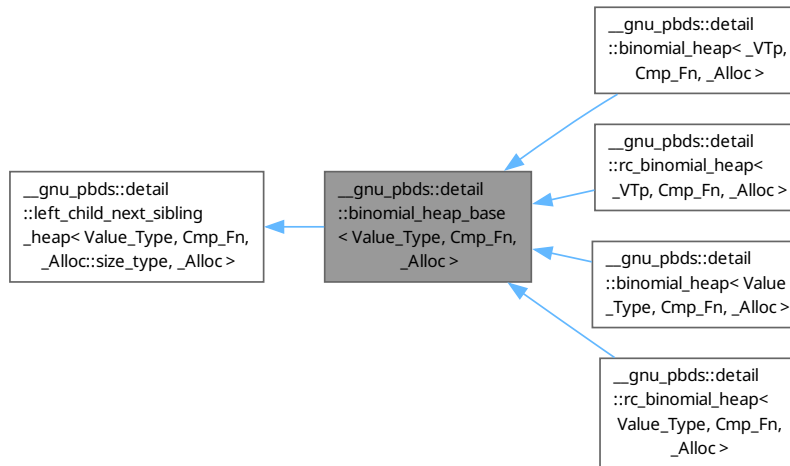 __gnu_pbds::detail
::left_child_next_sibling
_heap< Value_Type, Cmp_Fn,
_Alloc::size_type, _Alloc >
__gnu_pbds::detail
::binomial_heap_base
< Value_Type, Cmp_Fn,
_Alloc >
__gnu_pbds::detail
::binomial_heap< _VTp,
Cmp_Fn, _Alloc >
__gnu_pbds::detail
::rc_binomial_heap<
_VTp, Cmp_Fn, _Alloc >
__gnu_pbds::detail
::binomial_heap< Value
_Type, Cmp_Fn, _Alloc >
__gnu_pbds::detail
::rc_binomial_heap<
Value_Type, Cmp_Fn,
_Alloc >